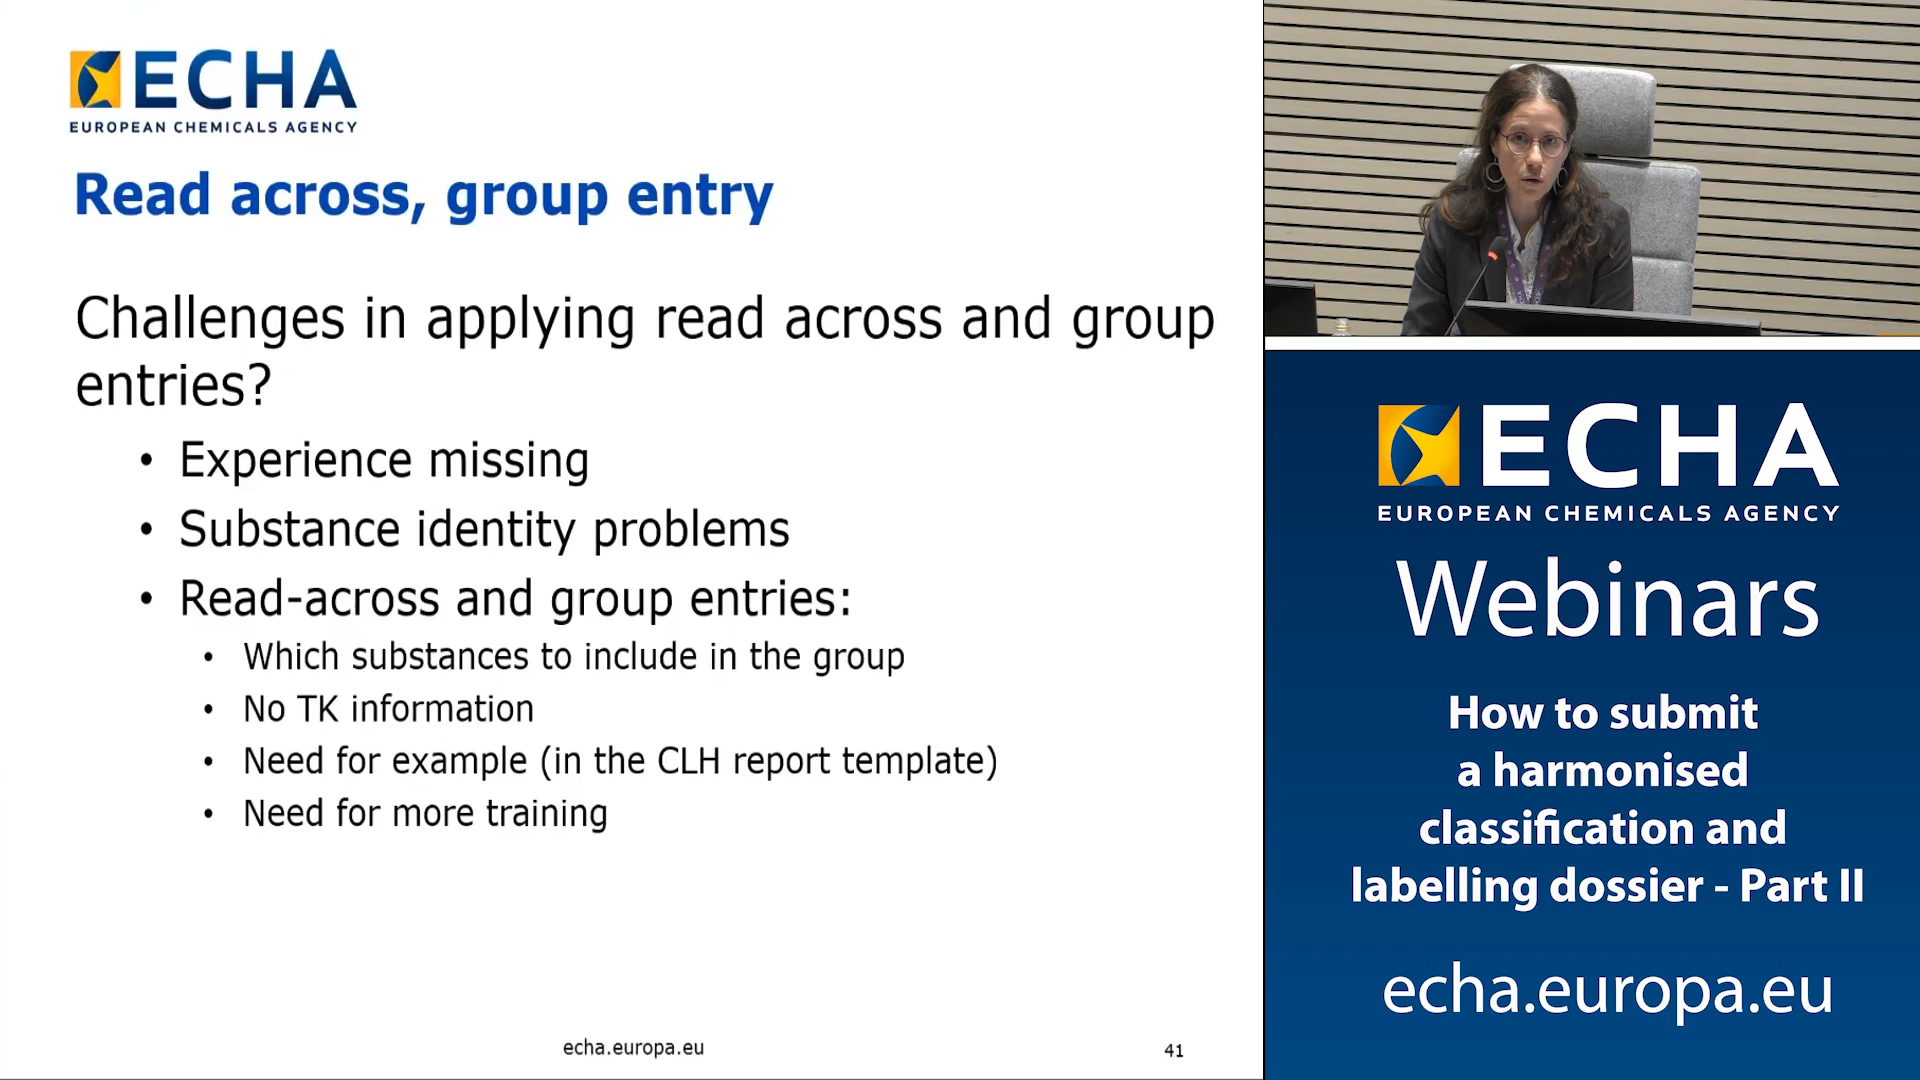 ECHA
EUROPEAN CHEMICALS AGENCY
Read across, group entry
Challenges in applying read across and group
entries?
• Experience missing
• Substance identity problems
• Read-across and group entries:
• Which substances to include in the group
• No TK information
• Need for example (in the CLH report template)
• Need for more training
echa.europa.eu
41
ECHA
EUROPEAN CHEMICALS AGENCY
Webinars
How to submit
a harmonised
classification and
labelling dossier - Part II
echa.europa.eu